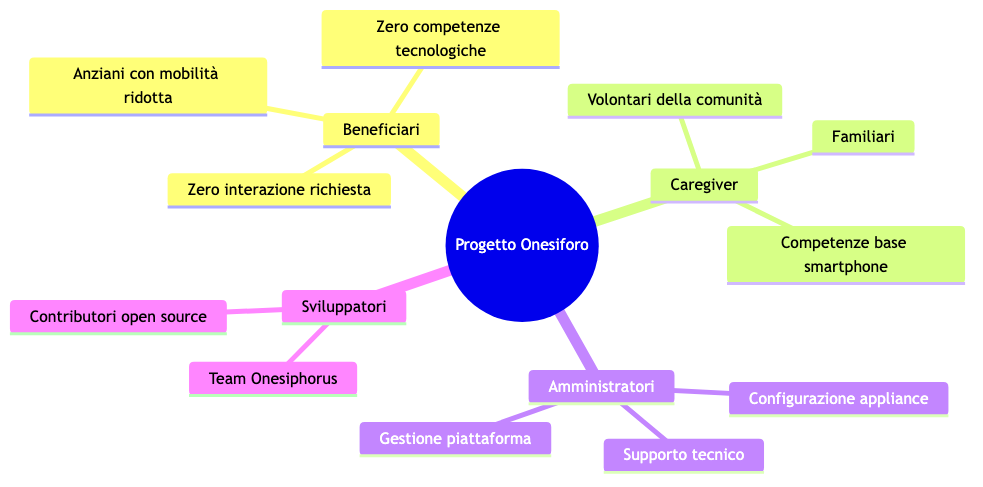 Zero competenze
tecnologiche
Anziani con mobilità
ridotta
Beneficiari
Zero interazione richiesta
Volontari della comunità
Familiari
Caregiver
Competenze base
smartphone
Progetto Onesiforo
Sviluppatori
Contributori open source
Team Onesiphorus
Amministratori
Configurazione appliance
Gestione piattaforma
Supporto tecnico